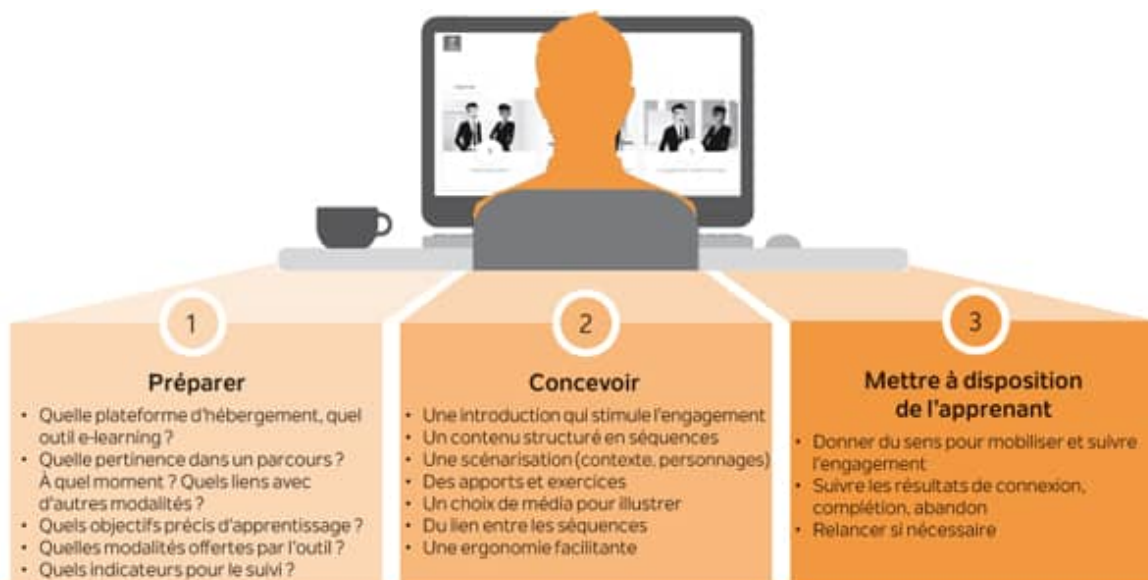 1
Préparer
• Quelle plateforme d'hébergement, quel
outil e-learning ?
• Quelle pertinence dans un parcours ?
À quel moment ? Quels liens avec
d'autres modalités ?
• Quels objectifs précis d'apprentissage ?
• Quelles modalités offertes par l'outil ?
• Quels indicateurs pour le suivi ?
2
Concevoir
• Une introduction qui stimule l'engagement
• Un contenu structuré en séquences
• Une scénarisation (contexte, personnages)
• Des apports et exercices
• Un choix de média pour illustrer
• Du lien entre les séquences
• Une ergonomie facilitante
3
Mettre à disposition
de l'apprenant
• Donner du sens pour mobiliser et suivre
l'engagement
• Suivre les résultats de connexion,
complétion, abandon
• Relancer si nécessaire